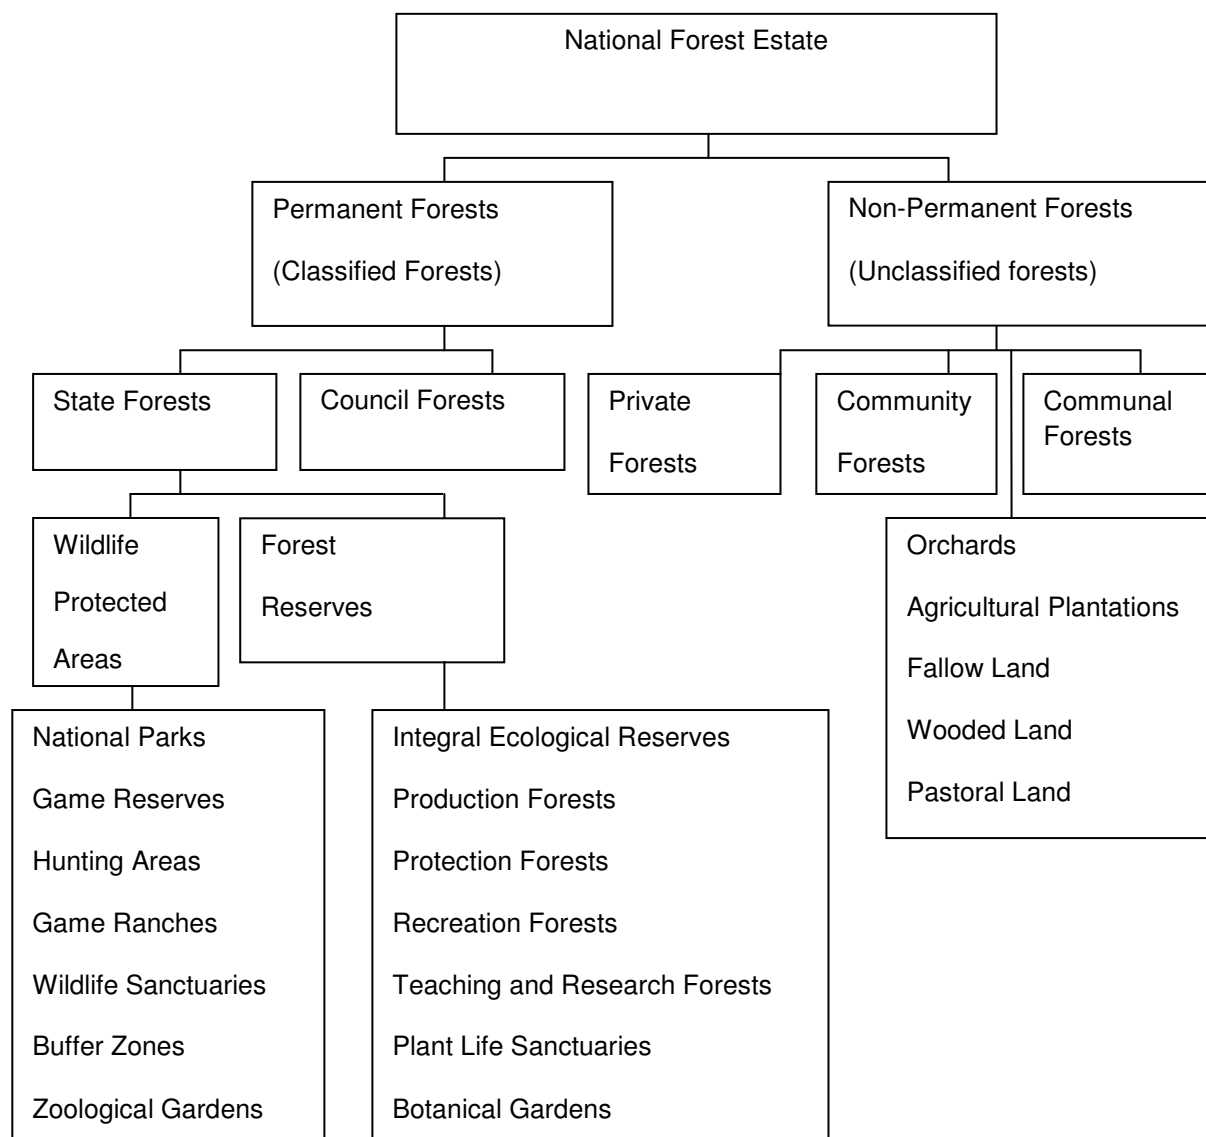 National Forest Estate
Permanent Forests
(Classified Forests)
Non-Permanent Forests
(Unclassified forests)
State Forests
Council Forests
Private
Forests
Community
Forests
Communal
Forests
Wildlife
Protected
Areas
Forest
Reserves
Orchards
Agricultural Plantations
Fallow Land
Wooded Land
Pastoral Land
National Parks
Game Reserves
Hunting Areas
Game Ranches
Wildlife Sanctuaries
Buffer Zones
Zoological Gardens
Integral Ecological Reserves
Production Forests
Protection Forests
Recreation Forests
Teaching and Research Forests
Plant Life Sanctuaries
Botanical Gardens